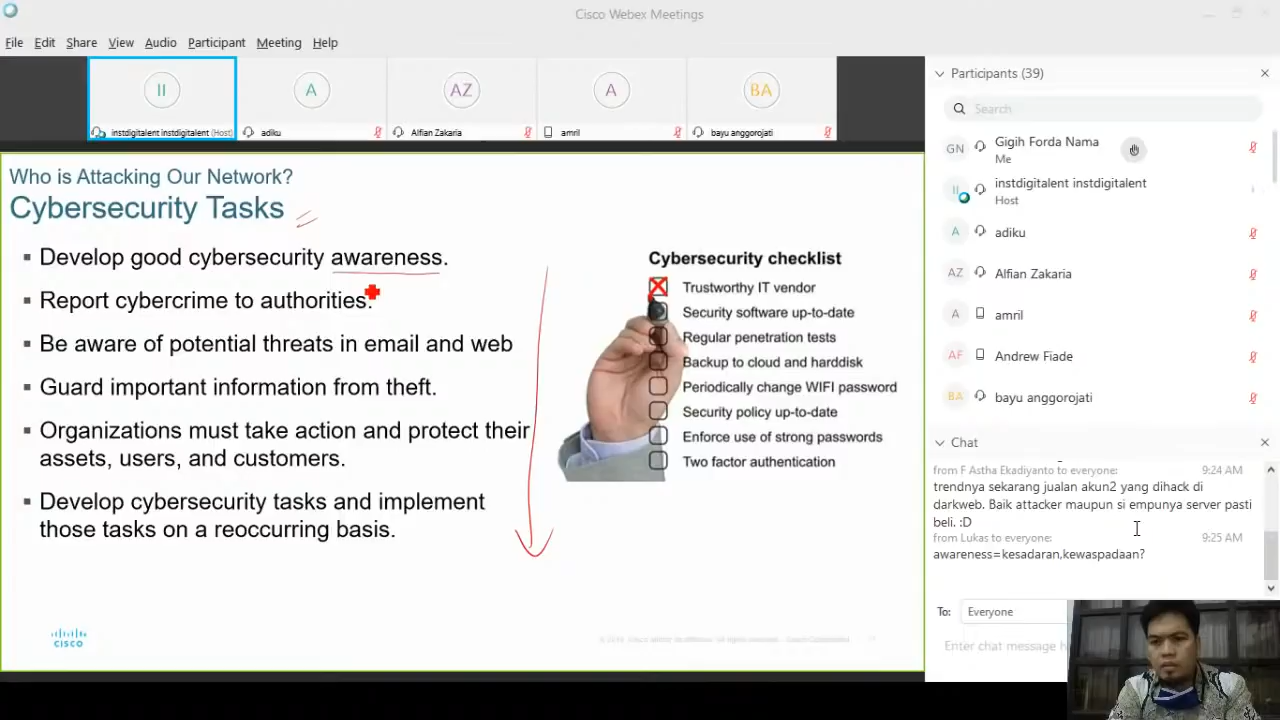 Cisco Webex Meetings
File Edit Share View Audio Participant Meeting Help
II A AZ A BA
instdigitalent instdigitalent (Host) adiku Alfian Zakaria amril bayu anggorojati
Who is Attacking Our Network?
Cybersecurity Tasks
▪ Develop good cybersecurity awareness.
▪ Report cybercrime to authorities.
▪ Be aware of potential threats in email and web
▪ Guard important information from theft.
▪ Organizations must take action and protect their
assets, users, and customers.
▪ Develop cybersecurity tasks and implement
those tasks on a reoccurring basis.
Cybersecurity checklist
Trustworthy IT vendor
Security software up-to-date
Regular penetration tests
Backup to cloud and harddisk
Periodically change WIFI password
Security policy up-to-date
Enforce use of strong passwords
Two factor authentication
cisco
Participants (39)
Search
GN Gigih Forda Nama
Me
II instdigitalent instdigitalent
Host
A adiku
AZ Alfian Zakaria
A amril
AF Andrew Fiade
BA bayu anggorojati
Chat
from F Astha Ekadiyanto to everyone: 9:24 AM
trendnya sekarang jualan akun2 yang dihack di
darkweb. Baik attacker maupun si empunya server pasti
beli. :D
from Lukas to everyone: 9:25 AM
awareness=kesadaran,kewaspadaan?
To: Everyone
Enter chat message